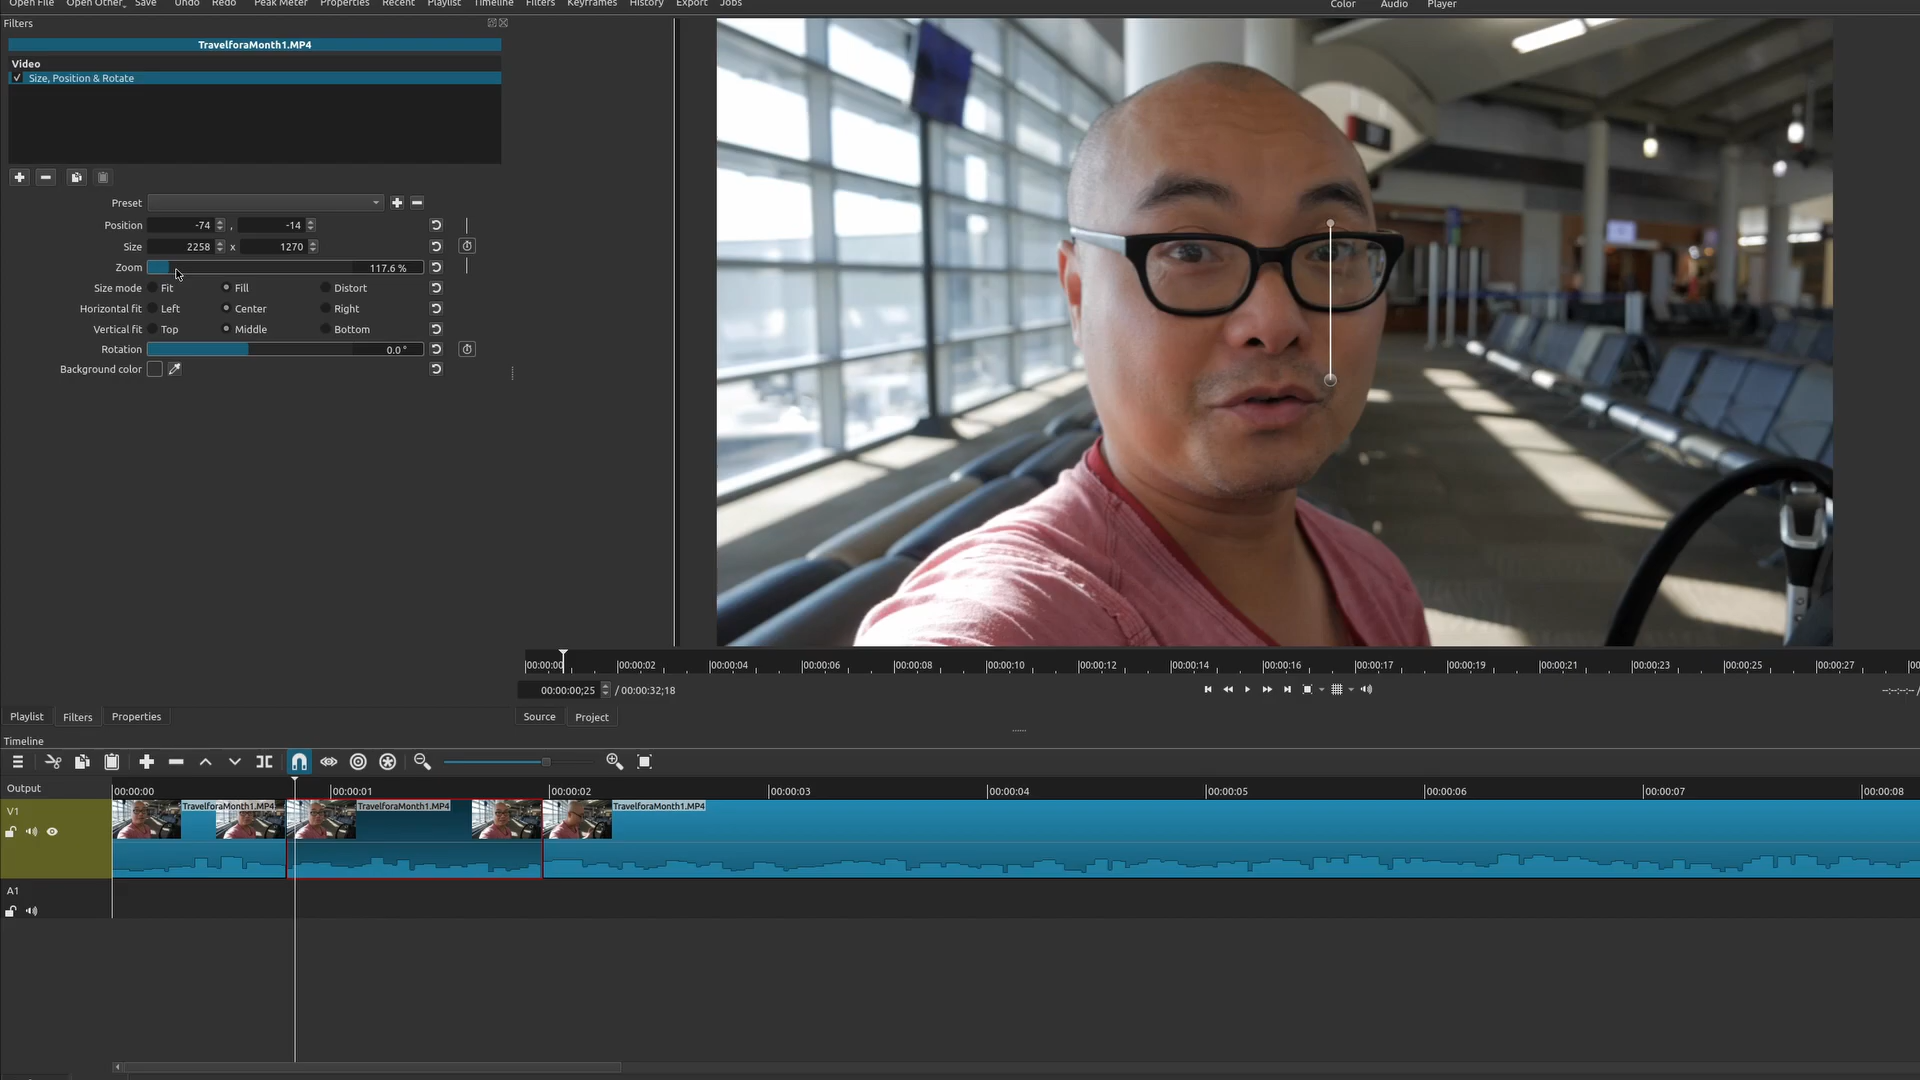 Open File Open Other.. Save Undo Redo Peak Meter Properties Recent Playlist Timeline Filters Keyframes History Export Jobs Color Audio Player
Filters
TravelforaMonth1.MP4
Video
Size, Position & Rotate
Preset
Position -74 , -14
Size 2258 x 1270
Zoom 117.6 %
Size mode Fit Fill Distort
Horizontal fit Left Center Right
Vertical fit Top Middle Bottom
Rotation 0.0 °
Background color
00:00:00 00:00:02 00:00:04 00:00:06 00:00:08 00:00:10 00:00:12 00:00:14 00:00:16 00:00:17 00:00:19 00:00:21 00:00:23 00:00:25 00:00:27
00:00:00;25 / 00:00:32;18 --:--:--:-- /
Playlist Filters Properties Source Project
Timeline
Output 00:00:00 00:00:01 00:00:02 00:00:03 00:00:04 00:00:05 00:00:06 00:00:07 00:00:08
V1 TravelforaMonth1.MP4 TravelforaMonth1.MP4 TravelforaMonth1.MP4
A1